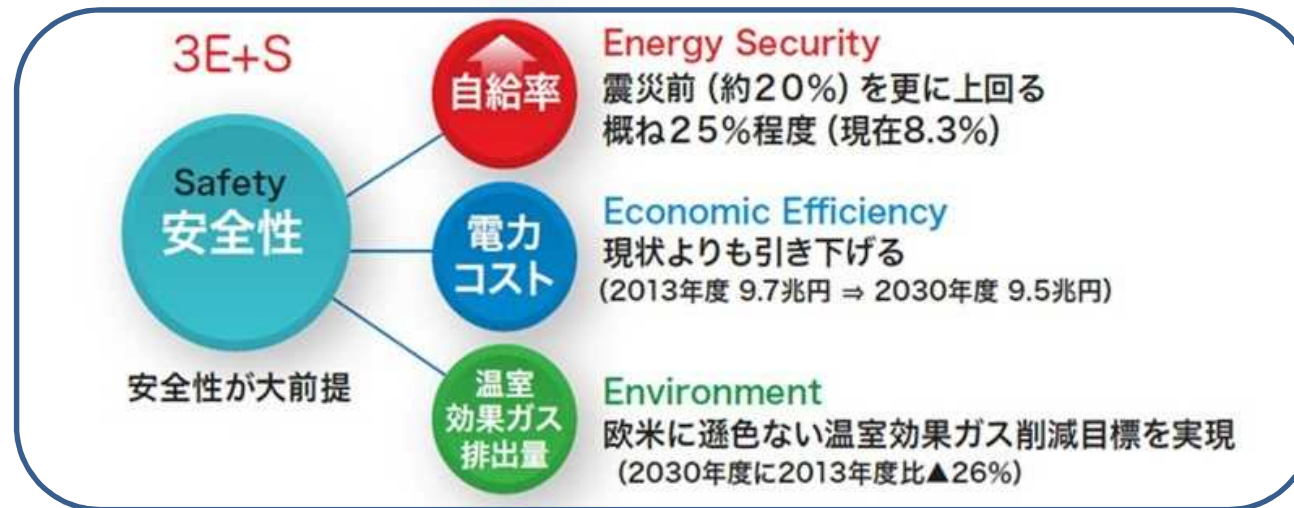 3E+S
Safety
安全性
安全性が大前提
自給率
Energy Security
震災前(約20%)を更に上回る
概ね25%程度(現在8.3%)
電力
コスト
Economic Efficiency
現状よりも引き下げる
(2013年度 9.7兆円 ⇒ 2030年度 9.5兆円)
温室
効果ガス
排出量
Environment
欧米に遜色ない温室効果ガス削減目標を実現
(2030年度に2013年度比▲26%)